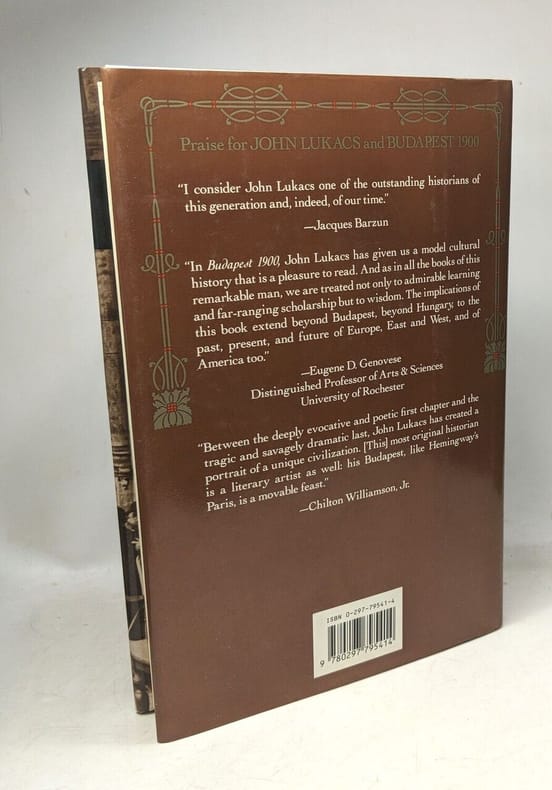 Praise for JOHN LUKACS and BUDAPEST 1900
“I consider John Lukacs one of the outstanding historians of
this generation and, indeed, of our time.”
—Jacques Barzun
“In Budapest 1900, John Lukacs has given us a model cultural
history that is a pleasure to read. And as in all the books of this
remarkable man, we are treated not only to admirable learning
and far-ranging scholarship but to wisdom. The implications of
this book extend beyond Budapest, beyond Hungary, to the
past, present, and future of Europe, East and West, and of
America too.”
—Eugene D. Genovese
Distinguished Professor of Arts & Sciences
University of Rochester
“Between the deeply evocative and poetic first chapter and the
tragic and savagely dramatic last, John Lukacs has created a
portrait of a unique civilization. [This] most original historian
is a literary artist as well: his Budapest, like Hemingway's
Paris, is a movable feast.”
—Chilton Williamson, Jr.
ISBN 0-297-79541-4
9 780297 795414